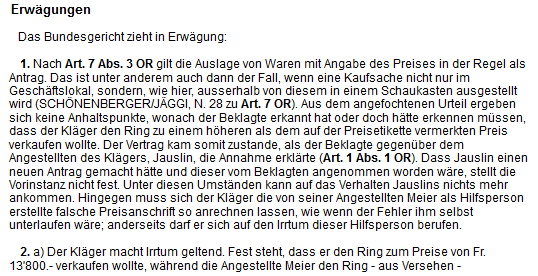 Erwägungen
Das Bundesgericht zieht in Erwägung:
1. Nach Art. 7 Abs. 3 OR gilt die Auslage von Waren mit Angabe des Preises in der Regel als
Antrag. Das ist unter anderem auch dann der Fall, wenn eine Kaufsache nicht nur im
Geschäftslokal, sondern, wie hier, ausserhalb von diesem in einem Schaukasten ausgestellt
wird (SCHÖNENBERGER/JÄGGI, N. 28 zu Art. 7 OR). Aus dem angefochtenen Urteil ergeben
sich keine Anhaltspunkte, wonach der Beklagte erkannt hat oder doch hätte erkennen müssen,
dass der Kläger den Ring zu einem höheren als dem auf der Preisetikette vermerkten Preis
verkaufen wollte. Der Vertrag kam somit zustande, als der Beklagte gegenüber dem
Angestellten des Klägers, Jauslin, die Annahme erklärte (Art. 1 Abs. 1 OR). Dass Jauslin einen
neuen Antrag gemacht hätte und dieser vom Beklagten angenommen worden wäre, stellt die
Vorinstanz nicht fest. Unter diesen Umständen kann auf das Verhalten Jauslins nichts mehr
ankommen. Hingegen muss sich der Kläger die von seiner Angestellten Meier als Hilfsperson
erstellte falsche Preisanschrift so anrechnen lassen, wie wenn der Fehler ihm selbst
unterlaufen wäre; anderseits darf er sich auf den Irrtum dieser Hilfsperson berufen.
2. a) Der Kläger macht Irrtum geltend. Fest steht, dass er den Ring zum Preise von Fr.
13'800.- verkaufen wollte, während die Angestellte Meier den Ring - aus Versehen -